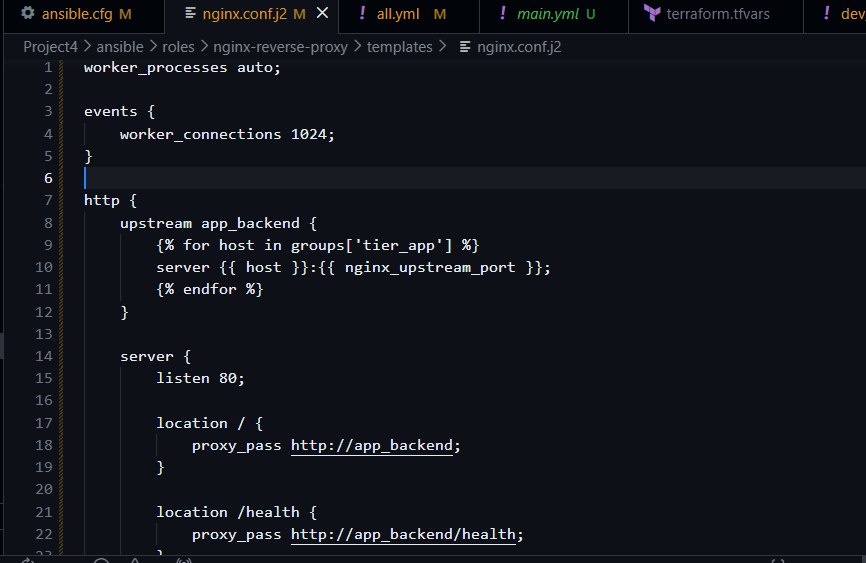 ansible.cfg M nginx.conf.j2 M all.yml M main.yml U terraform.tfvars dev
Project4 > ansible > roles > nginx-reverse-proxy > templates > nginx.conf.j2
1 worker_processes auto;
2
3 events {
4 worker_connections 1024;
5 }
6
7 http {
8 upstream app_backend {
9 {% for host in groups['tier_app'] %}
10 server {{ host }}:{{ nginx_upstream_port }};
11 {% endfor %}
12 }
13
14 server {
15 listen 80;
16
17 location / {
18 proxy_pass http://app_backend;
19 }
20
21 location /health {
22 proxy_pass http://app_backend/health;
23 }